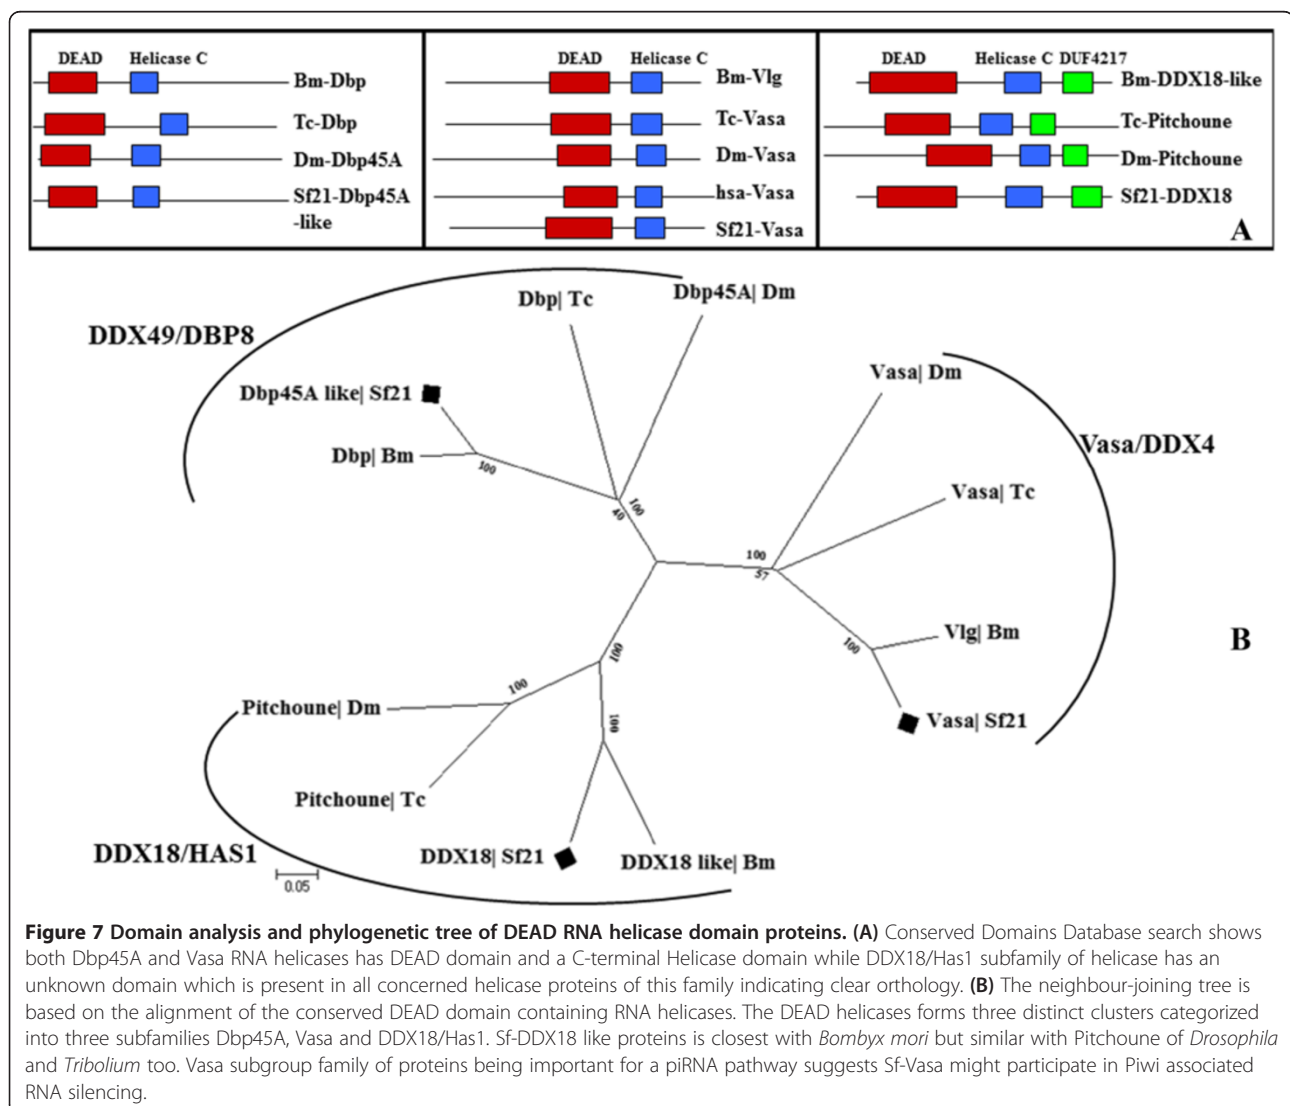 DEAD Helicase C
Bm-Dbp
Tc-Dbp
Dm-Dbp45A
Sf21-Dbp45A
-like
DEAD Helicase C
Bm-Vlg
Tc-Vasa
Dm-Vasa
hsa-Vasa
Sf21-Vasa
DEAD Helicase C DUF4217
Bm-DDX18-like
Tc-Pitchoune
Dm-Pitchoune
Sf21-DDX18
A
DDX49/DBP8
Dbp| Tc
Dbp45A| Dm
Dbp45A like| Sf21
Dbp| Bm
100
100
40
Vasa/DDX4
Vasa| Dm
Vasa| Tc
100
57
Vlg| Bm
100
Vasa| Sf21
B
100
100
Pitchoune| Dm
100
Pitchoune| Tc
DDX18/HAS1
DDX18| Sf21
DDX18 like| Bm
0.05
Figure 7 Domain analysis and phylogenetic tree of DEAD RNA helicase domain proteins. (A) Conserved Domains Database search shows
both Dbp45A and Vasa RNA helicases has DEAD domain and a C-terminal Helicase domain while DDX18/Has1 subfamily of helicase has an
unknown domain which is present in all concerned helicase proteins of this family indicating clear orthology. (B) The neighbour-joining tree is
based on the alignment of the conserved DEAD domain containing RNA helicases. The DEAD helicases forms three distinct clusters categorized
into three subfamilies Dbp45A, Vasa and DDX18/Has1. Sf-DDX18 like proteins is closest with Bombyx mori but similar with Pitchoune of Drosophila
and Tribolium too. Vasa subgroup family of proteins being important for a piRNA pathway suggests Sf-Vasa might participate in Piwi associated
RNA silencing.